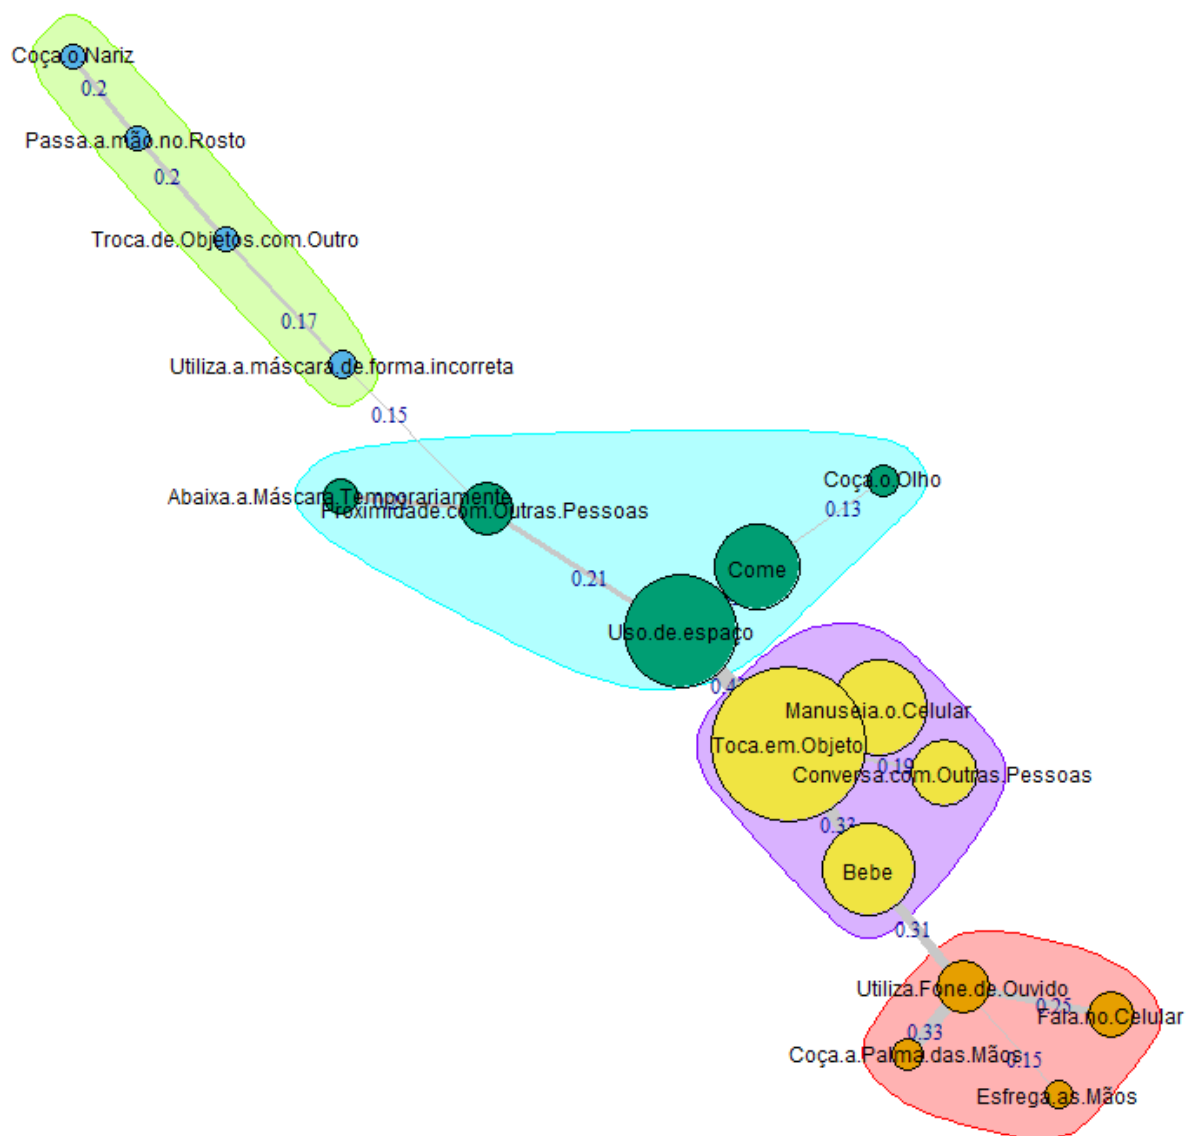 Coça.o.Nariz
0.2
Passa.a.mão.no.Rosto
0.2
Troca.de.Objetos.com.Outro
0.17
Utiliza.a.máscara.de.forma.incorreta
0.15
Coça.o.Olho
Abaixa.a.Máscara.Temporariamente
Proximidade.com.Outras.Pessoas
0.13
Come
0.21
Uso.de.espaço
Manuseia.o.Celular
Toca.em.Objeto
0.19
Conversa.com.Outras.Pessoas
0.33
Bebe
0.31
Utiliza.Fone.de.Ouvido
0.25
Fala.no.Celular
0.33
Coça.a.Palma.das.Mãos
0.15
Esfrega.as.Mãos